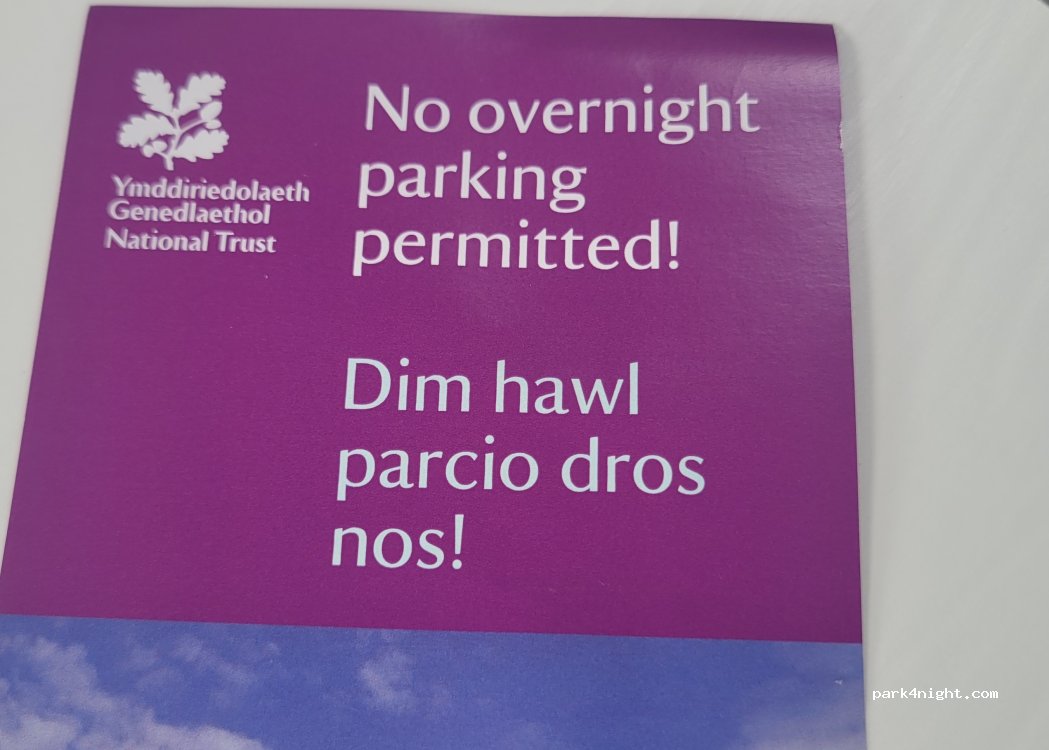 No overnight
parking
permitted!
Ymddiriedolaeth
Genedlaethol
National Trust
Dim hawl
parcio dros
nos!
park4night.com